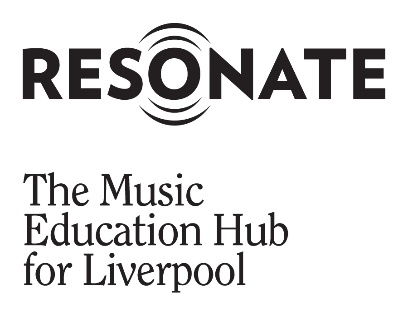 RESONATE
The Music
Education Hub
for Liverpool